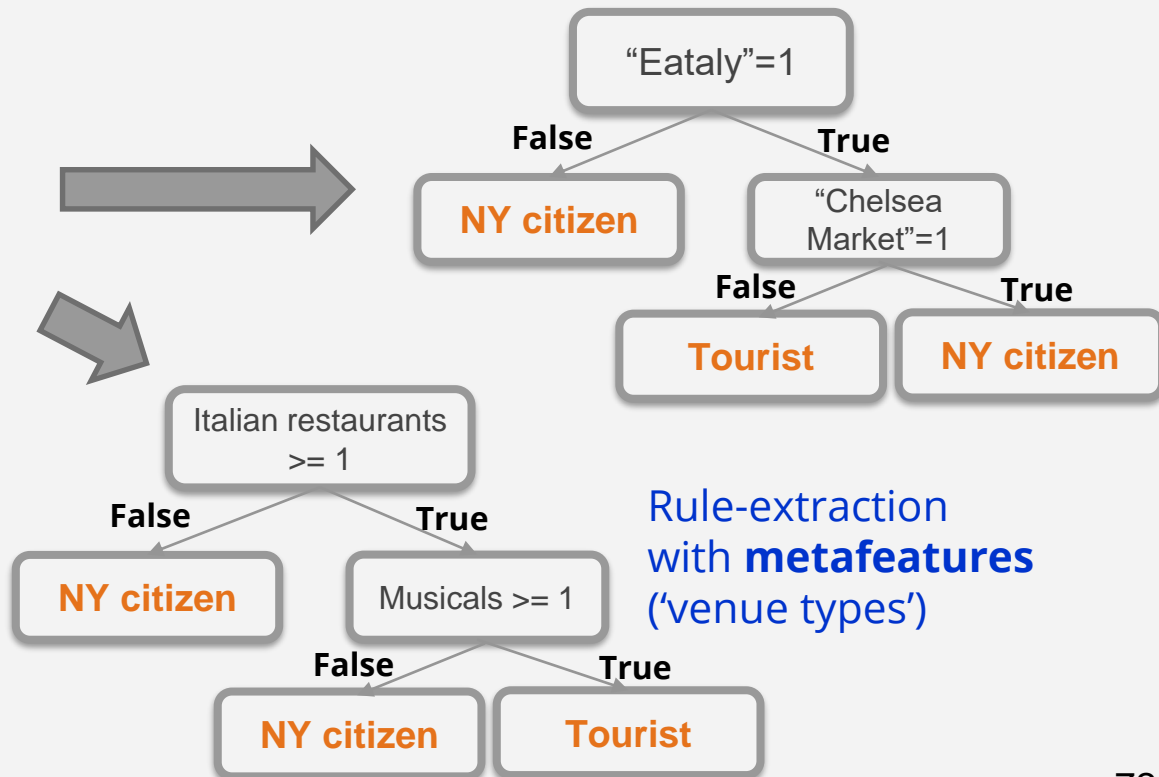 “Eataly”=1
False
True
NY citizen
“Chelsea
Market”=1
False
True
Tourist
NY citizen
Italian restaurants
>= 1
False
True
NY citizen
Musicals >= 1
False
True
NY citizen
Tourist
Rule-extraction
with metafeatures
(‘venue types’)